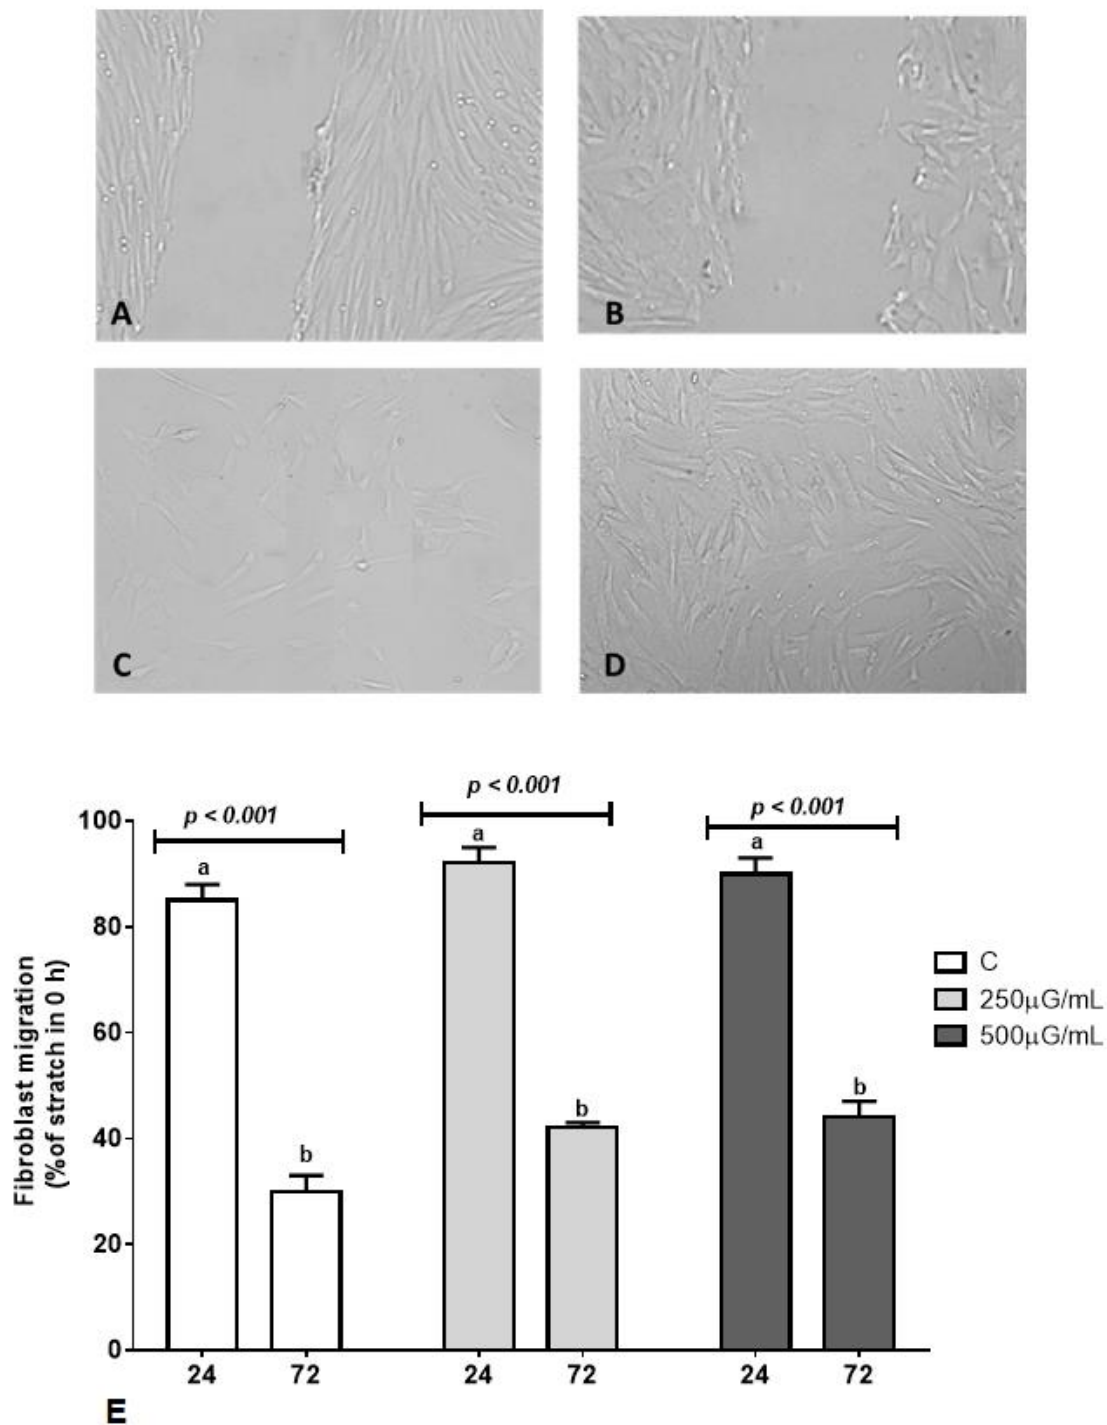 A
B
C
D
p < 0.001
p < 0.001
p < 0.001
100
80
60
40
20
0
Fibroblast migration
(%of stratch in 0 h)
a
b
a
b
a
b
C
250µG/mL
500µG/mL
24
72
24
72
24
72
E